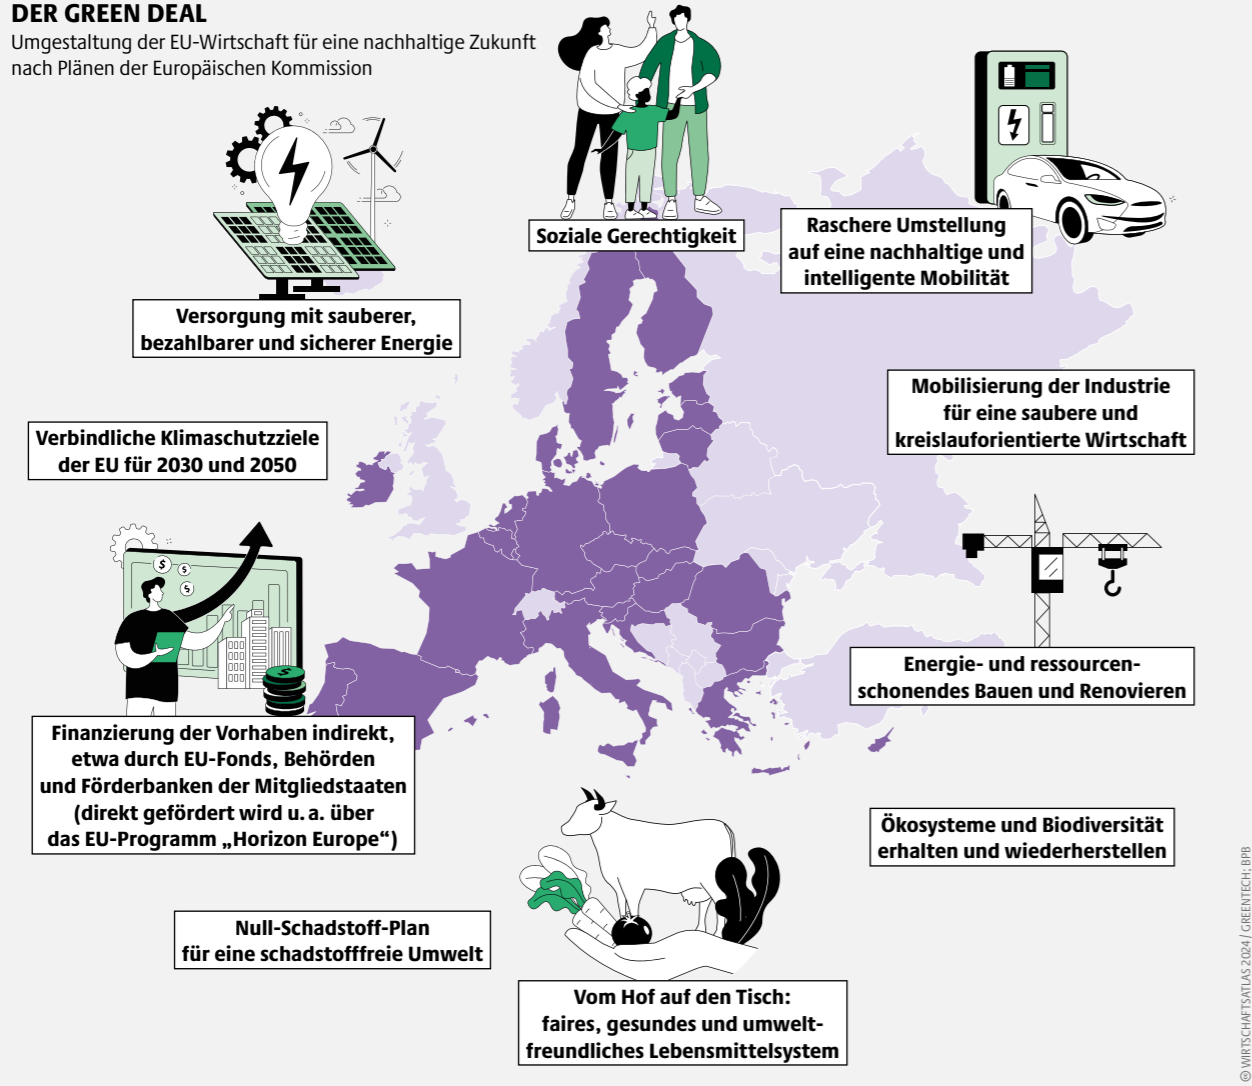 DER GREEN DEAL
Umgestaltung der EU-Wirtschaft für eine nachhaltige Zukunft
nach Plänen der Europäischen Kommission
Soziale Gerechtigkeit
Raschere Umstellung
auf eine nachhaltige und
intelligente Mobilität
Versorgung mit sauberer,
bezahlbarer und sicherer Energie
Mobilisierung der Industrie
für eine saubere und
kreislauforientierte Wirtschaft
Verbindliche Klimaschutzziele
der EU für 2030 und 2050
$
$
$
$
Energie- und ressourcen-
schonendes Bauen und Renovieren
Finanzierung der Vorhaben indirekt,
etwa durch EU-Fonds, Behörden
und Förderbanken der Mitgliedstaaten
(direkt gefördert wird u. a. über
das EU-Programm „Horizon Europe“)
Ökosysteme und Biodiversität
erhalten und wiederherstellen
Null-Schadstoff-Plan
für eine schadstofffreie Umwelt
Vom Hof auf den Tisch:
faires, gesundes und umwelt-
freundliches Lebensmittelsystem
© WIRTSCHAFTSATLAS 2024 / GREENTECH; BPB